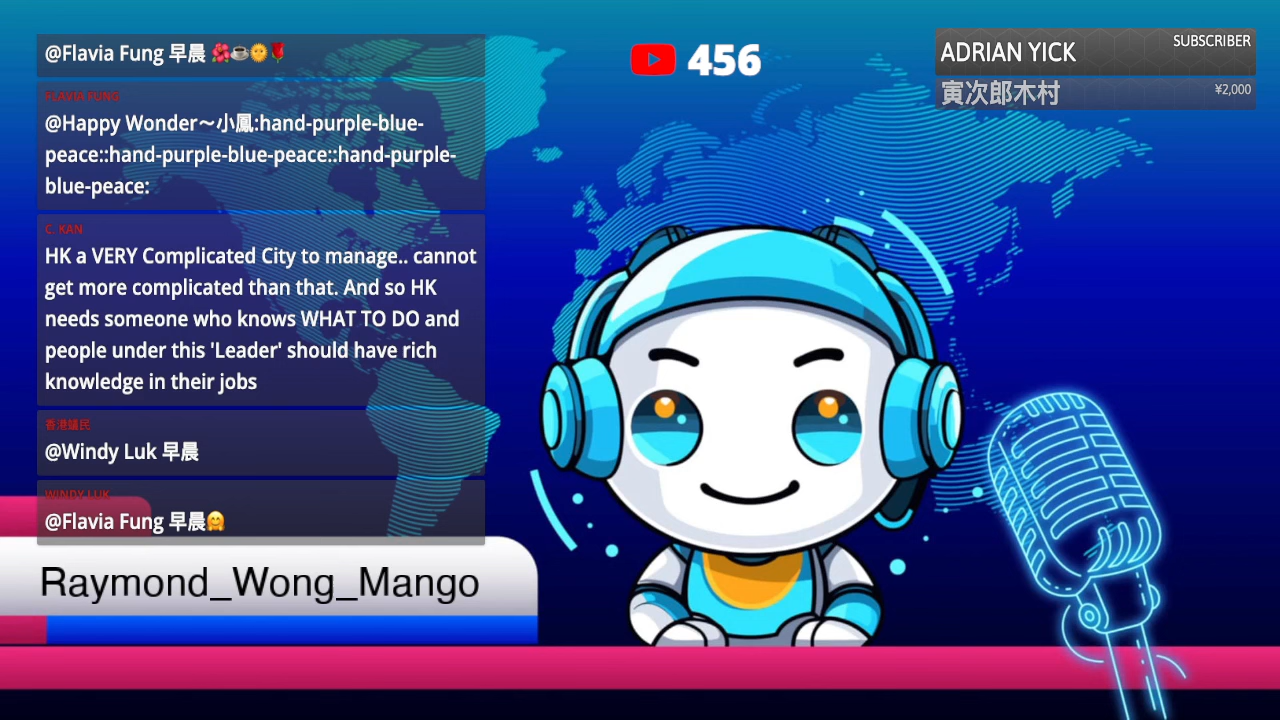 @Flavia Fung 早晨 🌺☕🌞🌹
FLAVIA FUNG
@Happy Wonder～小鳳:hand-purple-blue-
peace::hand-purple-blue-peace::hand-purple-
blue-peace:
C. KAN
HK a VERY Complicated City to manage.. cannot
get more complicated than that. And so HK
needs someone who knows WHAT TO DO and
people under this 'Leader' should have rich
knowledge in their jobs
香港議民
@Windy Luk 早晨
WINDY LUK
@Flavia Fung 早晨🤗
Raymond_Wong_Mango
456
ADRIAN YICK SUBSCRIBER
寅次郎木村 ¥2,000